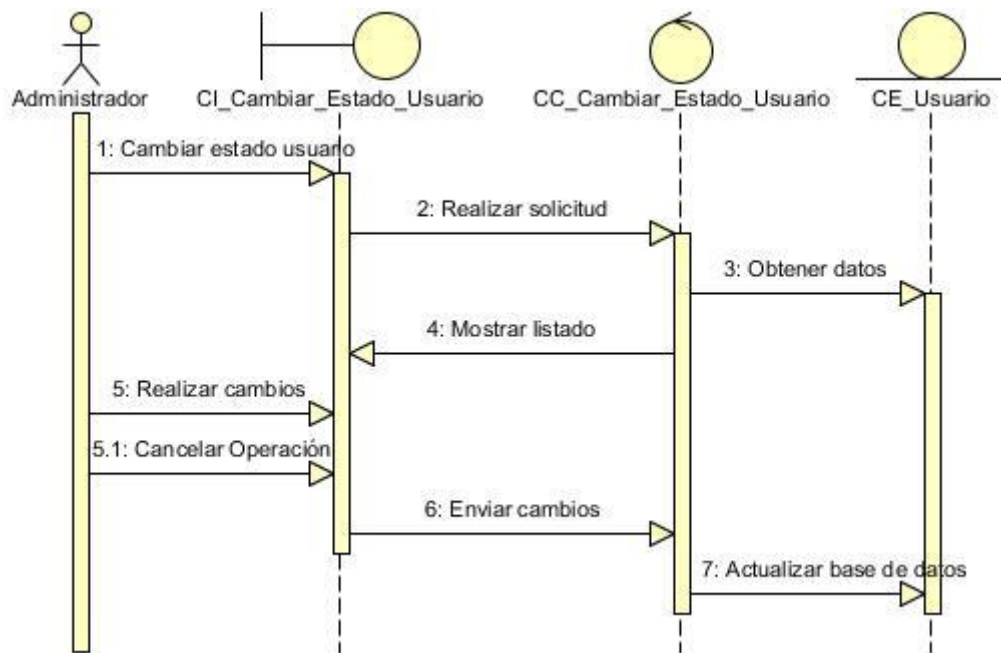 Administrador
CI_Cambiar_Estado_Usuario
CC_Cambiar_Estado_Usuario
CE_Usuario
1: Cambiar estado usuario
2: Realizar solicitud
3: Obtener datos
4: Mostrar listado
5: Realizar cambios
5.1: Cancelar Operación
6: Enviar cambios
7: Actualizar base de datos